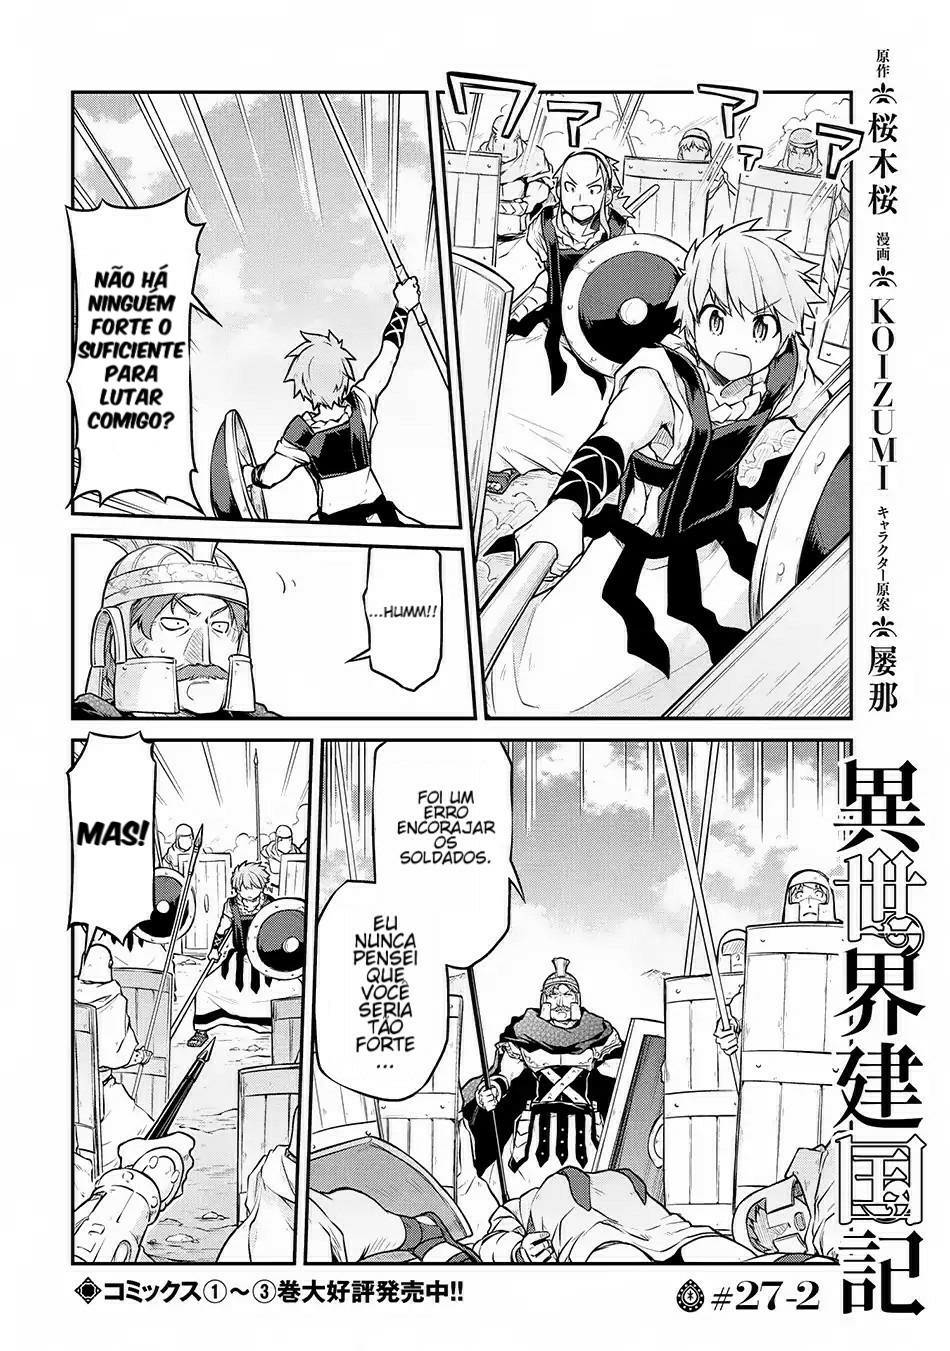 原作 桜木桜 漫画 KOIZUMI キャラクター原案 屡那
異世界建国記
ワァ
ワァ
ワァ
NÃO HÁ
NINGUÉM
FORTE O
SUFICIENTE
PARA
LUTAR
COMIGO?
...HUMM!!
FOI UM
ERRO
ENCORAJAR
OS
SOLDADOS.
EU
NUNCA
PENSEI
QUE
VOCÊ
SERIA
TÃO
FORTE
...
MAS!
コミックス①～③巻大好評発売中!!
#27-2